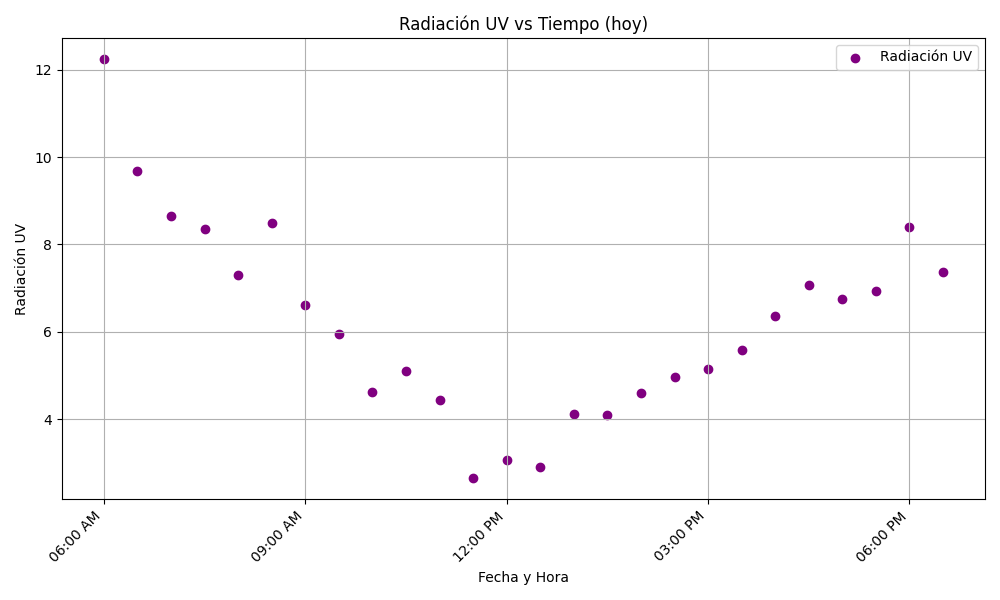 Radiación UV vs Tiempo (hoy)
Radiación UV
12
10
8
6
4
Radiación UV
06:00 AM
09:00 AM
12:00 PM
03:00 PM
06:00 PM
Fecha y Hora